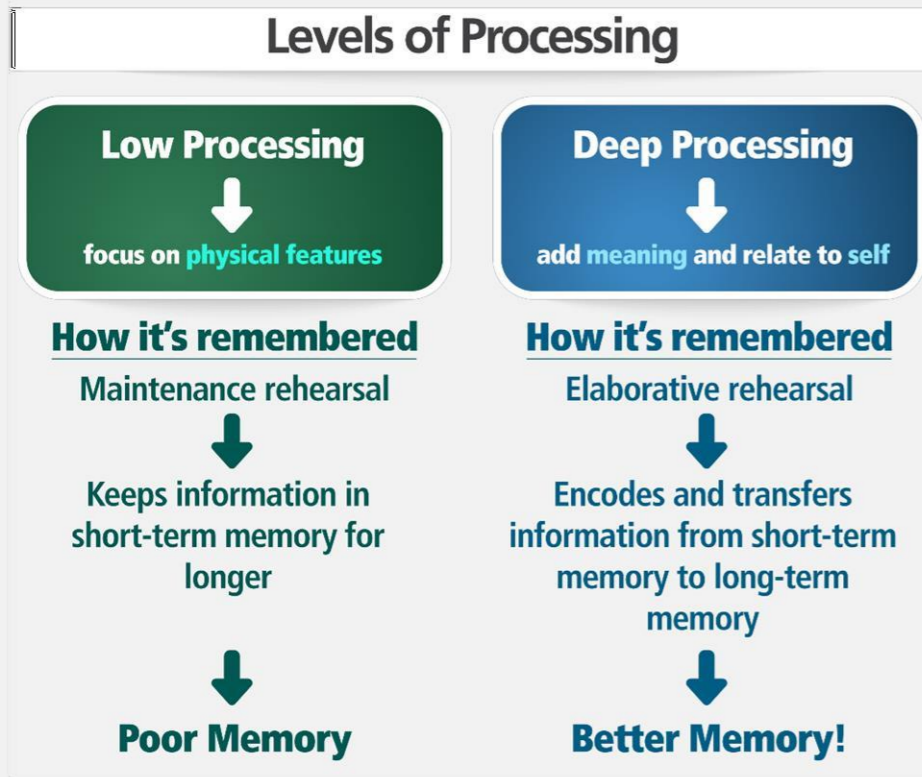 Levels of Processing
Low Processing
focus on physical features
How it's remembered
Maintenance rehearsal
Keeps information in
short-term memory for
longer
Poor Memory
Deep Processing
add meaning and relate to self
How it's remembered
Elaborative rehearsal
Encodes and transfers
information from short-term
memory to long-term
memory
Better Memory!